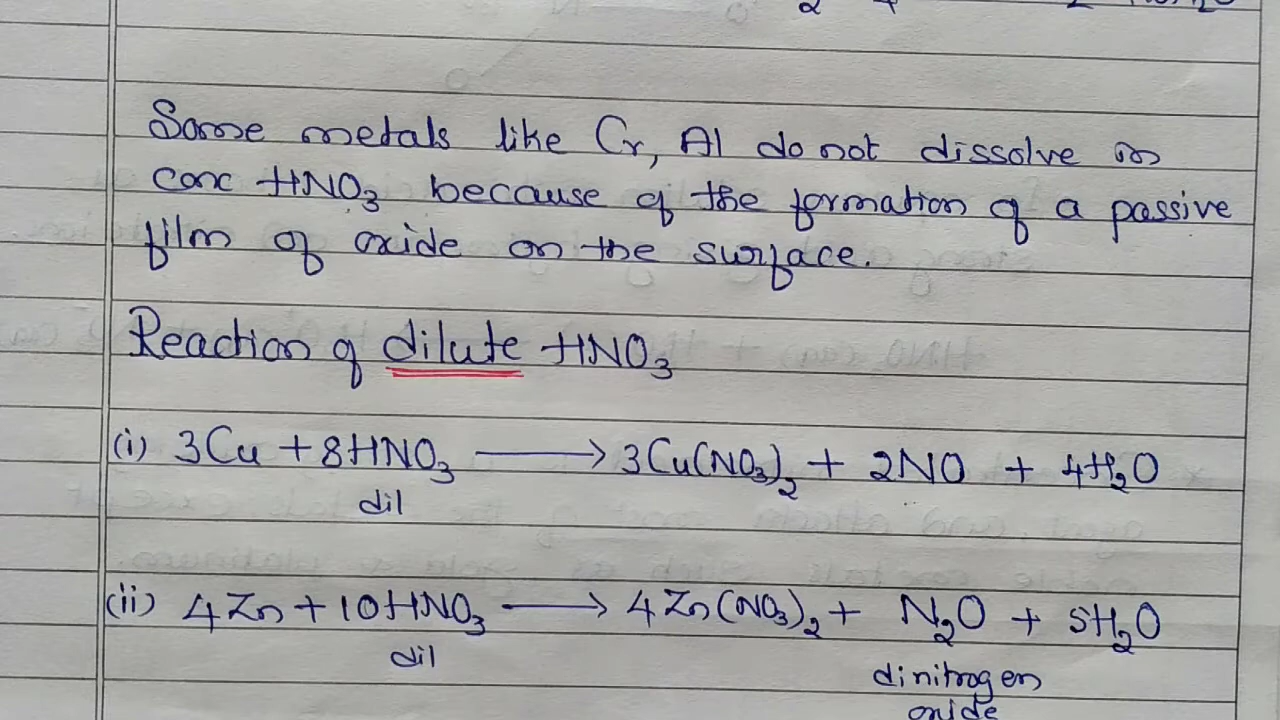 Some metals like Cr, Al do not dissolve in
conc HNO₃ because of the formation of a passive
film of oxide on the surface.
Reaction of dilute HNO₃
(i) 3Cu + 8HNO₃ ⟶ 3Cu(NO₃)₂ + 2NO + 4H₂O
dil
(ii) 4Zn + 10HNO₃ ⟶ 4Zn(NO₃)₂ + N₂O + 5H₂O
dil
dinitrogen
oxide